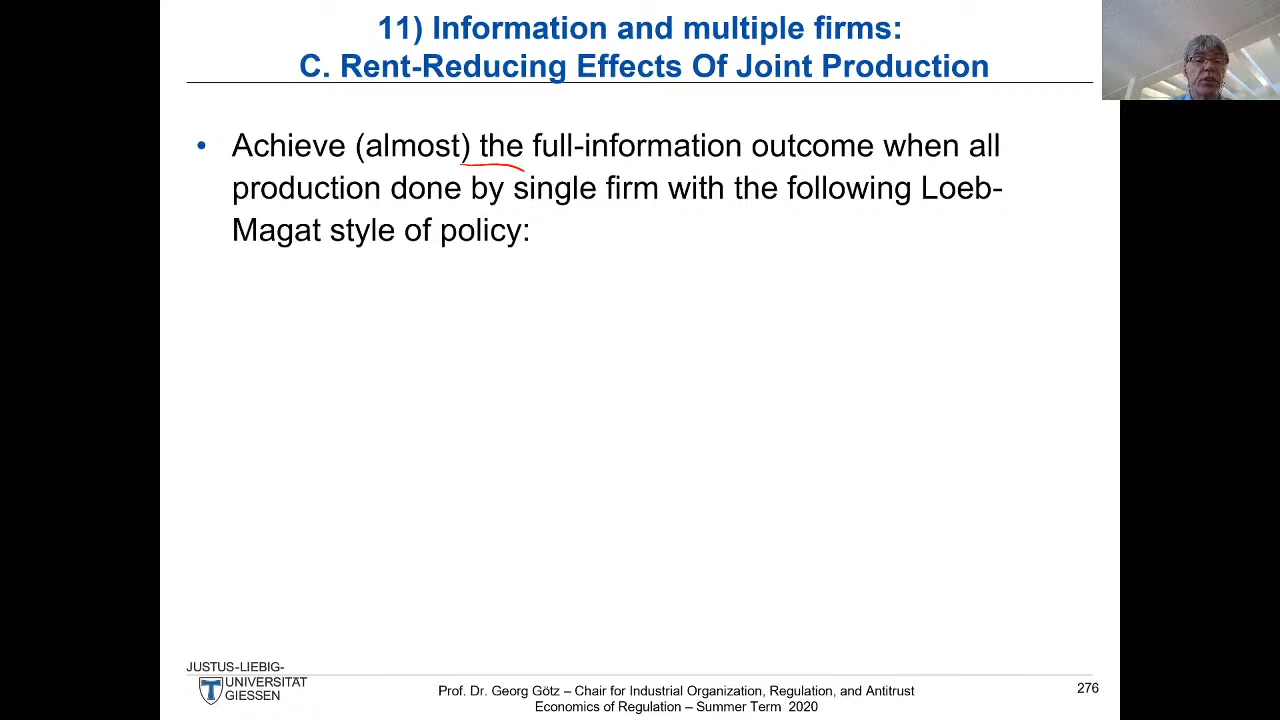 11) Information and multiple firms:
C. Rent-Reducing Effects Of Joint Production
• Achieve (almost) the full-information outcome when all
production done by single firm with the following Loeb-
Magat style of policy:
JUSTUS-LIEBIG-
UNIVERSITÄT
GIESSEN
Prof. Dr. Georg Götz – Chair for Industrial Organization, Regulation, and Antitrust
Economics of Regulation – Summer Term 2020
276